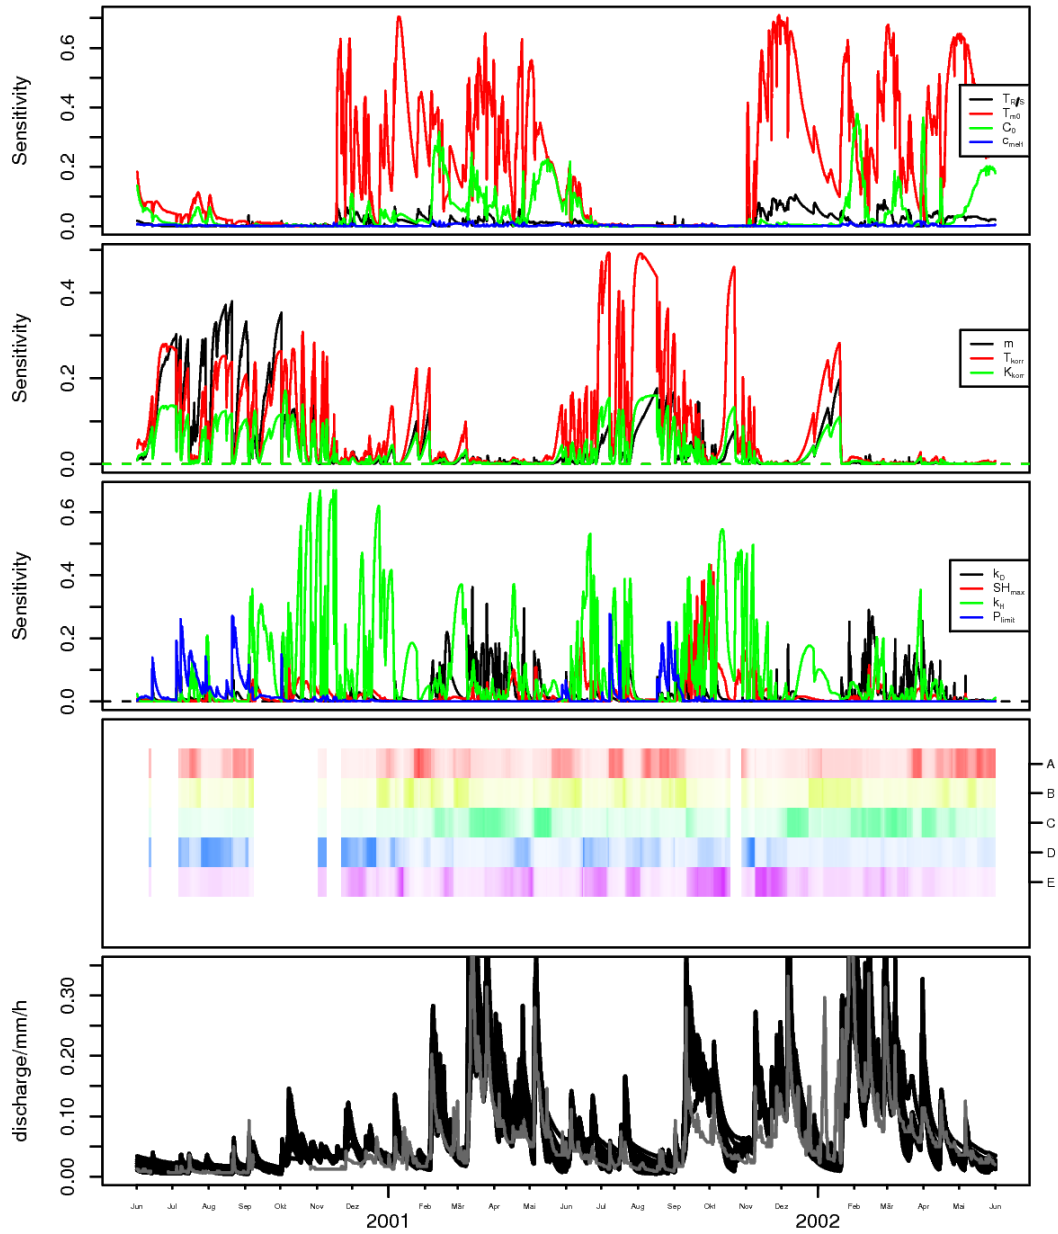 Sensitivity
0.0 0.2 0.4 0.6
T_R/S
T_m0
C_0
c_melt
Sensitivity
0.0 0.2 0.4
m
T_korr
K_korr
Sensitivity
0.0 0.2 0.4 0.6
k_D
SH_max
k_H
P_limit
A
B
C
D
E
discharge/mm/h
0.00 0.10 0.20 0.30
Jun Jul Aug Sep Okt Nov Dez Feb Mär Apr Mai Jun Jul Aug Sep Okt Nov Dez Feb Mär Apr Mai Jun
2001 2002